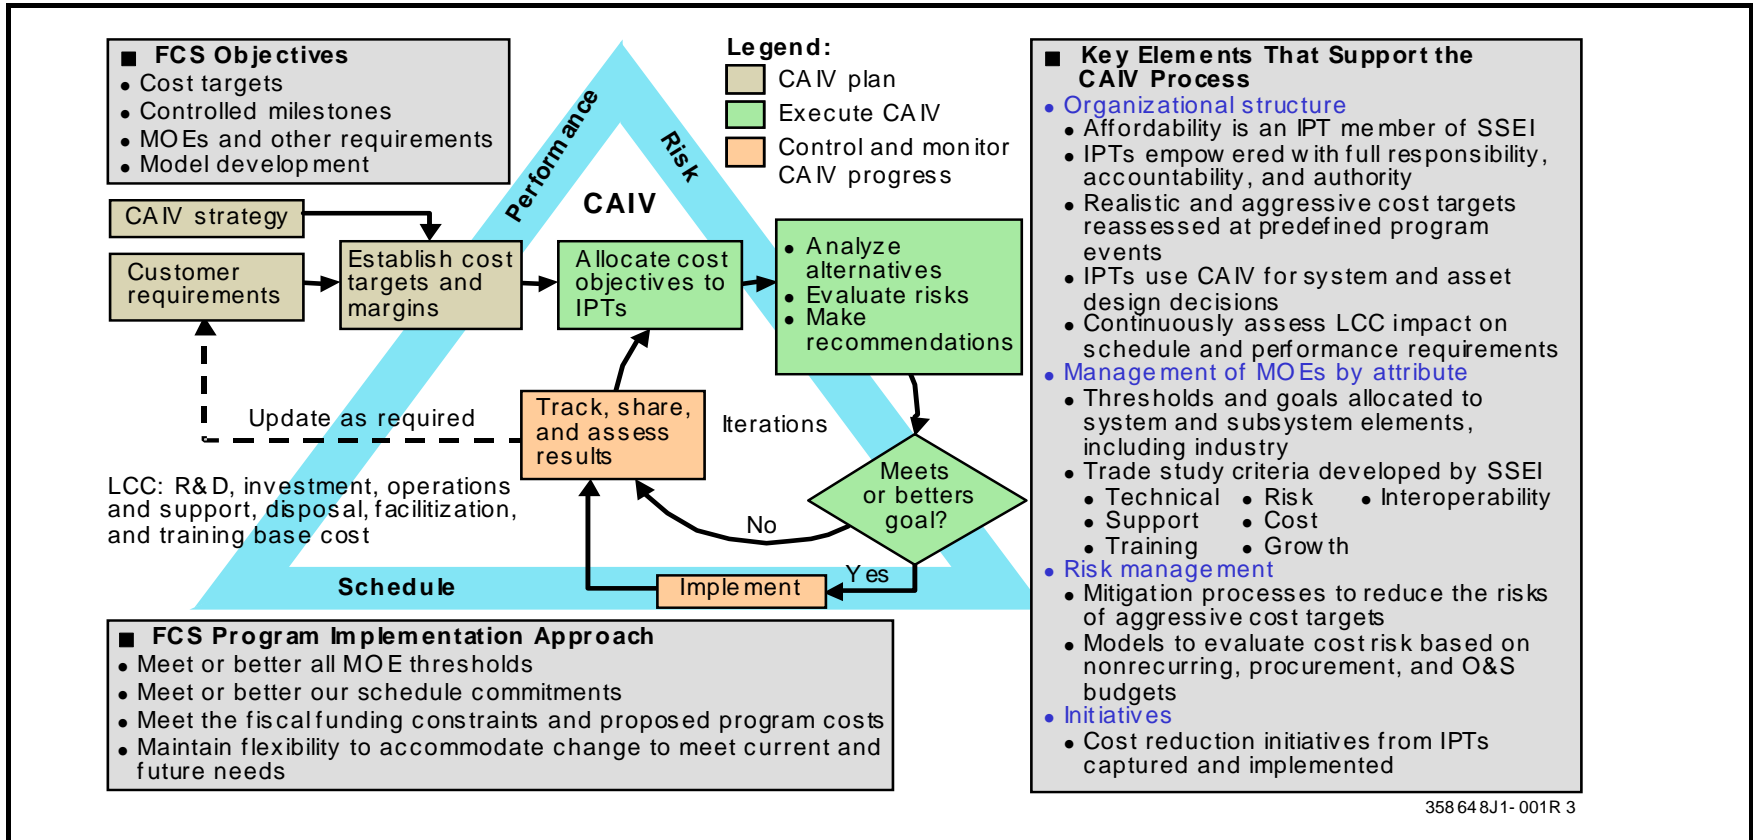 ■ FCS Objectives
• Cost targets
• Controlled milestones
• MOEs and other requirements
• Model development
Legend:
CAIV plan
Execute CAIV
Control and monitor
CAIV progress
Performance
Risk
CAIV
CAIV strategy
Customer
requirements
Establish cost
targets and
margins
Allocate cost
objectives to
IPTs
• Analyze
alternatives
• Evaluate risks
• Make
recommendations
Update as required
Track, share,
and assess
results
Iterations
Meets
or betters
goal?
No
Yes
Implement
Schedule
LCC: R&D, investment, operations
and support, disposal, facilitization,
and training base cost
■ FCS Program Implementation Approach
• Meet or better all MOE thresholds
• Meet or better our schedule commitments
• Meet the fiscal funding constraints and proposed program costs
• Maintain flexibility to accommodate change to meet current and
future needs
■ Key Elements That Support the
CAIV Process
• Organizational structure
• Affordability is an IPT member of SSEI
• IPTs empowered with full responsibility,
accountability, and authority
• Realistic and aggressive cost targets
reassessed at predefined program
events
• IPTs use CAIV for system and asset
design decisions
• Continuously assess LCC impact on
schedule and performance requirements
• Management of MOEs by attribute
• Thresholds and goals allocated to
system and subsystem elements,
including industry
• Trade study criteria developed by SSEI
• Technical • Risk • Interoperability
• Support • Cost
• Training • Growth
• Risk management
• Mitigation processes to reduce the risks
of aggressive cost targets
• Models to evaluate cost risk based on
nonrecurring, procurement, and O&S
budgets
• Initiatives
• Cost reduction initiatives from IPTs
captured and implemented
358648J1-001R3